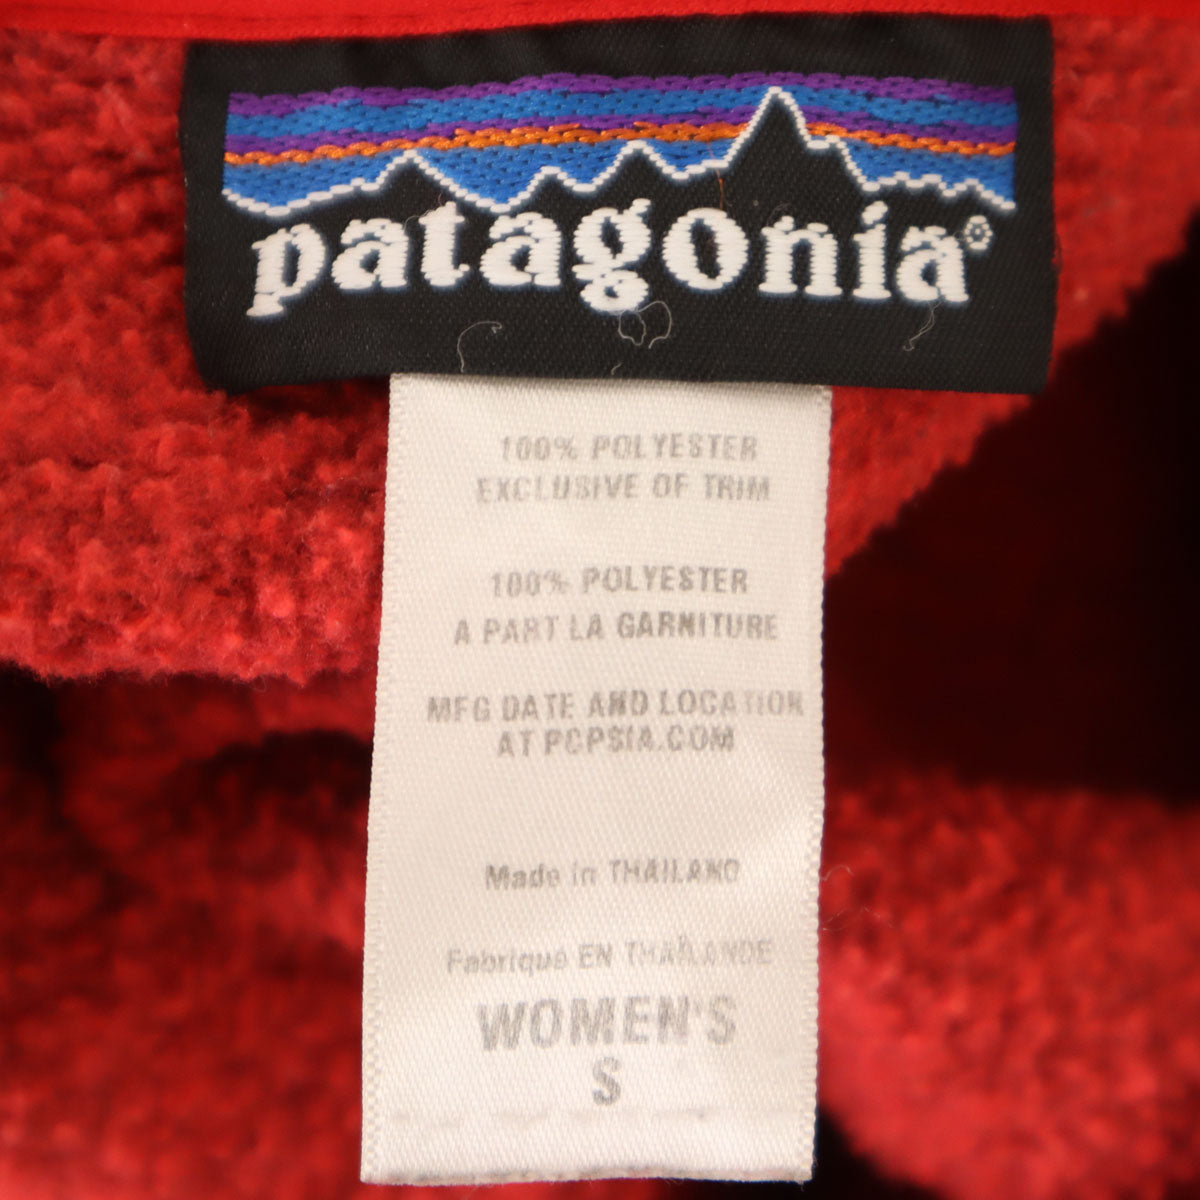 patagonia®
100% POLYESTER
EXCLUSIVE OF TRIM
100% POLYESTER
A PART LA GARNITURE
MFG DATE AND LOCATION
AT PCPSIA.COM
Made in THAILAND
Fabriqué EN THAÏLANDE
WOMEN'S
S